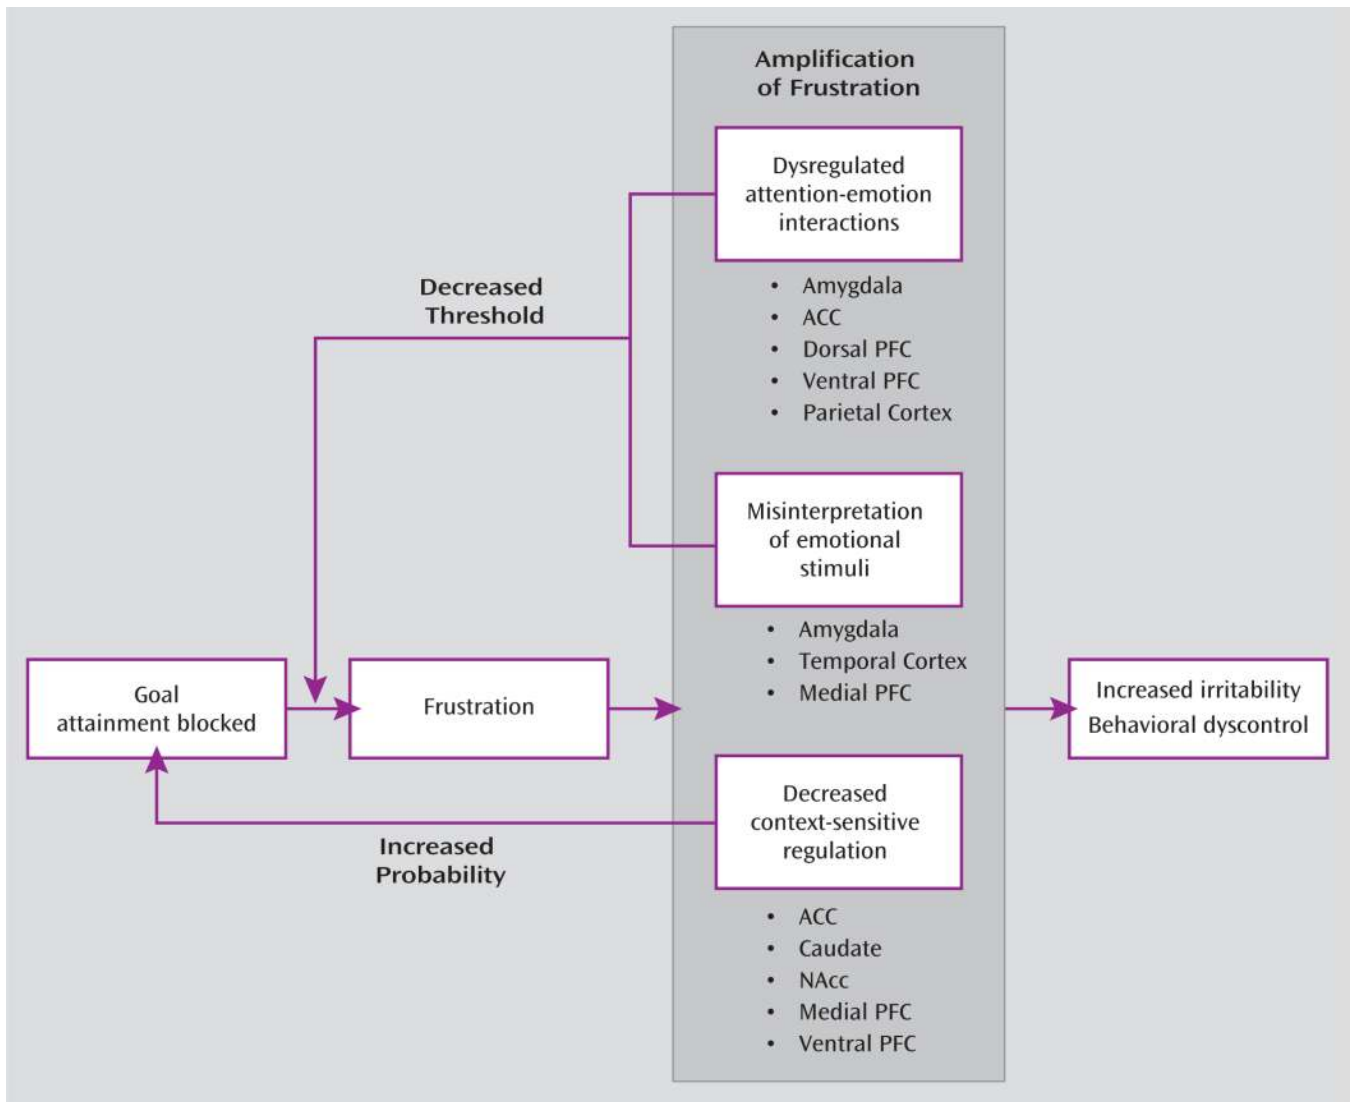 Amplification
of Frustration
Dysregulated
attention-emotion
interactions
• Amygdala
• ACC
• Dorsal PFC
• Ventral PFC
• Parietal Cortex
Decreased
Threshold
Misinterpretation
of emotional
stimuli
• Amygdala
• Temporal Cortex
• Medial PFC
Goal
attainment blocked
Frustration
Increased irritability
Behavioral dyscontrol
Decreased
context-sensitive
regulation
Increased
Probability
• ACC
• Caudate
• NAcc
• Medial PFC
• Ventral PFC